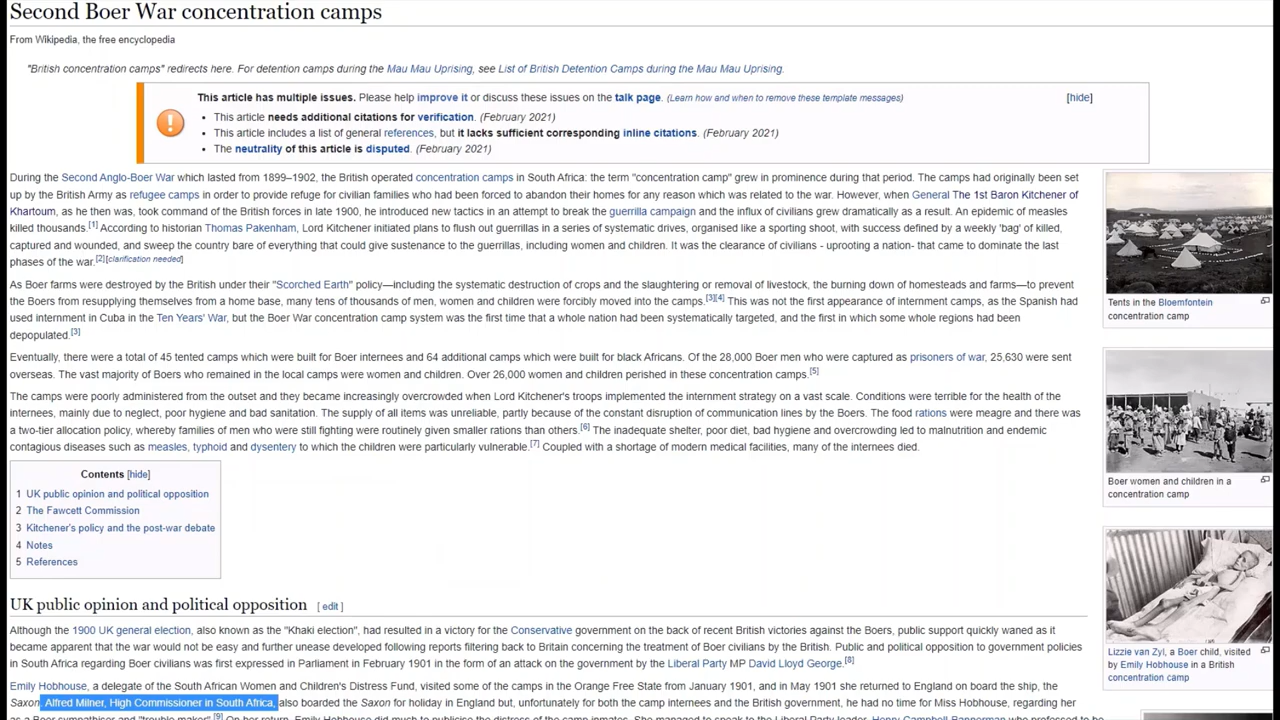 Second Boer War concentration camps
From Wikipedia, the free encyclopedia
"British concentration camps" redirects here. For detention camps during the Mau Mau Uprising, see List of British Detention Camps during the Mau Mau Uprising.
This article has multiple issues. Please help improve it or discuss these issues on the talk page. (Learn how and when to remove these template messages) [hide]
• This article needs additional citations for verification. (February 2021)
• This article includes a list of general references, but it lacks sufficient corresponding inline citations. (February 2021)
• The neutrality of this article is disputed. (February 2021)
During the Second Anglo-Boer War which lasted from 1899–1902, the British operated concentration camps in South Africa: the term "concentration camp" grew in prominence during that period. The camps had originally been set
up by the British Army as refugee camps in order to provide refuge for civilian families who had been forced to abandon their homes for any reason which was related to the war. However, when General The 1st Baron Kitchener of
Khartoum, as he then was, took command of the British forces in late 1900, he introduced new tactics in an attempt to break the guerrilla campaign and the influx of civilians grew dramatically as a result. An epidemic of measles
killed thousands.[1] According to historian Thomas Pakenham, Lord Kitchener initiated plans to flush out guerrillas in a series of systematic drives, organised like a sporting shoot, with success defined by a weekly 'bag' of killed,
captured and wounded, and sweep the country bare of everything that could give sustenance to the guerrillas, including women and children. It was the clearance of civilians - uprooting a nation- that came to dominate the last
phases of the war.[2][clarification needed]
As Boer farms were destroyed by the British under their "Scorched Earth" policy—including the systematic destruction of crops and the slaughtering or removal of livestock, the burning down of homesteads and farms—to prevent
the Boers from resupplying themselves from a home base, many tens of thousands of men, women and children were forcibly moved into the camps.[3][4] This was not the first appearance of internment camps, as the Spanish had
used internment in Cuba in the Ten Years' War, but the Boer War concentration camp system was the first time that a whole nation had been systematically targeted, and the first in which some whole regions had been
depopulated.[3]
Eventually, there were a total of 45 tented camps which were built for Boer internees and 64 additional camps which were built for black Africans. Of the 28,000 Boer men who were captured as prisoners of war, 25,630 were sent
overseas. The vast majority of Boers who remained in the local camps were women and children. Over 26,000 women and children perished in these concentration camps.[5]
The camps were poorly administered from the outset and they became increasingly overcrowded when Lord Kitchener's troops implemented the internment strategy on a vast scale. Conditions were terrible for the health of the
internees, mainly due to neglect, poor hygiene and bad sanitation. The supply of all items was unreliable, partly because of the constant disruption of communication lines by the Boers. The food rations were meagre and there was
a two-tier allocation policy, whereby families of men who were still fighting were routinely given smaller rations than others.[6] The inadequate shelter, poor diet, bad hygiene and overcrowding led to malnutrition and endemic
contagious diseases such as measles, typhoid and dysentery to which the children were particularly vulnerable.[7] Coupled with a shortage of modern medical facilities, many of the internees died.
Contents [hide]
1 UK public opinion and political opposition
2 The Fawcett Commission
3 Kitchener's policy and the post-war debate
4 Notes
5 References
UK public opinion and political opposition [ edit ]
Although the 1900 UK general election, also known as the "Khaki election", had resulted in a victory for the Conservative government on the back of recent British victories against the Boers, public support quickly waned as it
became apparent that the war would not be easy and further unease developed following reports filtering back to Britain concerning the treatment of Boer civilians by the British. Public and political opposition to government policies
in South Africa regarding Boer civilians was first expressed in Parliament in February 1901 in the form of an attack on the government by the Liberal Party MP David Lloyd George.[8]
Emily Hobhouse, a delegate of the South African Women and Children's Distress Fund, visited some of the camps in the Orange Free State from January 1901, and in May 1901 she returned to England on board the ship, the
Saxon. Alfred Milner, High Commissioner in South Africa, also boarded the Saxon for holiday in England but, unfortunately for both the camp internees and the British government, he had no time for Miss Hobhouse, regarding her
as a Boer sympathiser and "trouble maker".[9] On her return, Emily Hobhouse did much to publicise the distress of the camp inmates. She managed to speak to the Liberal Party leader, Henry Campbell-Bannerman who professed to be
Tents in the Bloemfontein
concentration camp
Boer women and children in a
concentration camp
Lizzie van Zyl, a Boer child, visited
by Emily Hobhouse in a British
concentration camp